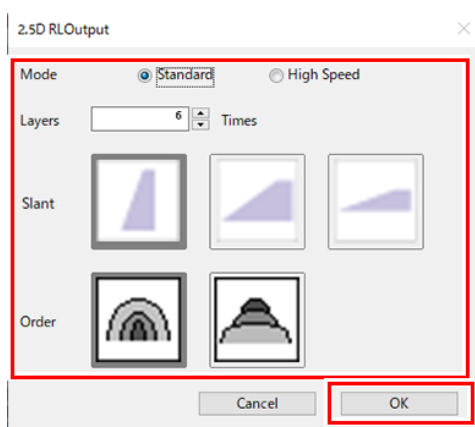 2.5D RLOutput
Mode Standard High Speed
Layers 6 Times
Slant
Order
Cancel OK